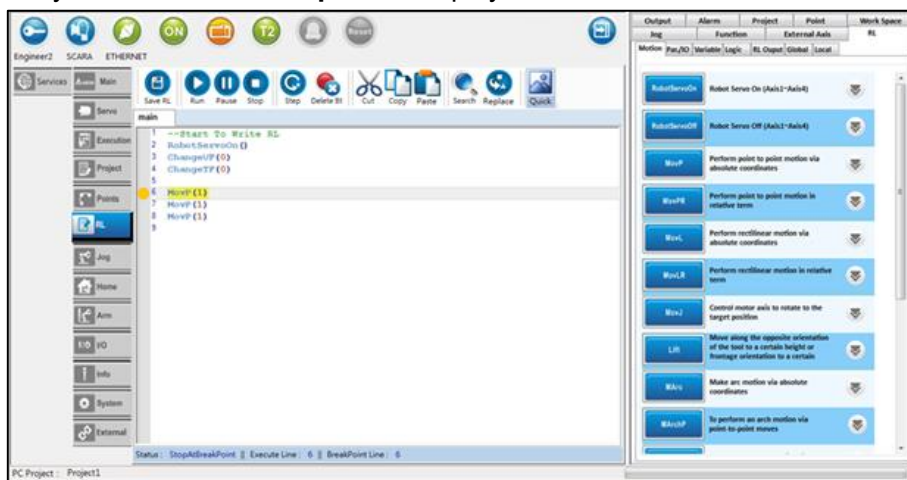 ON
T2
Reset
Engineer2 SCARA ETHERNET
Services
Main
Servo
Execution
Project
Points
RL
Jog
Home
Arm
I/O I/O
Info
System
External
Save RL Run Pause Stop Step Delete Bt Cut Copy Paste Search Replace Quick
main
1 --Start To Write RL
2 RobotServoOn()
3 ChangeUF(0)
4 ChangeTF(0)
5
6 MovP(1)
7 MovP(1)
8 MovP(1)
9
Status : StopAtBreakPoint || Execute Line : 6 || BreakPoint Line : 6
PC Project : Project1
Output Alarm Project Point Work Space
Jog Function External Axis RL
Motion Par./IO Variable Logic RL Ouput Global Local
RobotServoOn Robot Servo On (Axis1~Axis4)
RobotServoOff Robot Servo Off (Axis1~Axis4)
MovP Perform point to point motion via
absolute coordinates
MovPR Perform point to point motion in
relative term
MovL Perform rectilinear motion via
absolute coordinates
MovLR Perform rectilinear motion in relative
term
MovJ Control motor axis to rotate to the
target position
Lift Move along the opposite orientation
of the tool to a certain height or
frontage orientation to a certain
MArc Make arc motion via absolute
coordinates
MArchP To perform an arch motion via
point-to-point moves